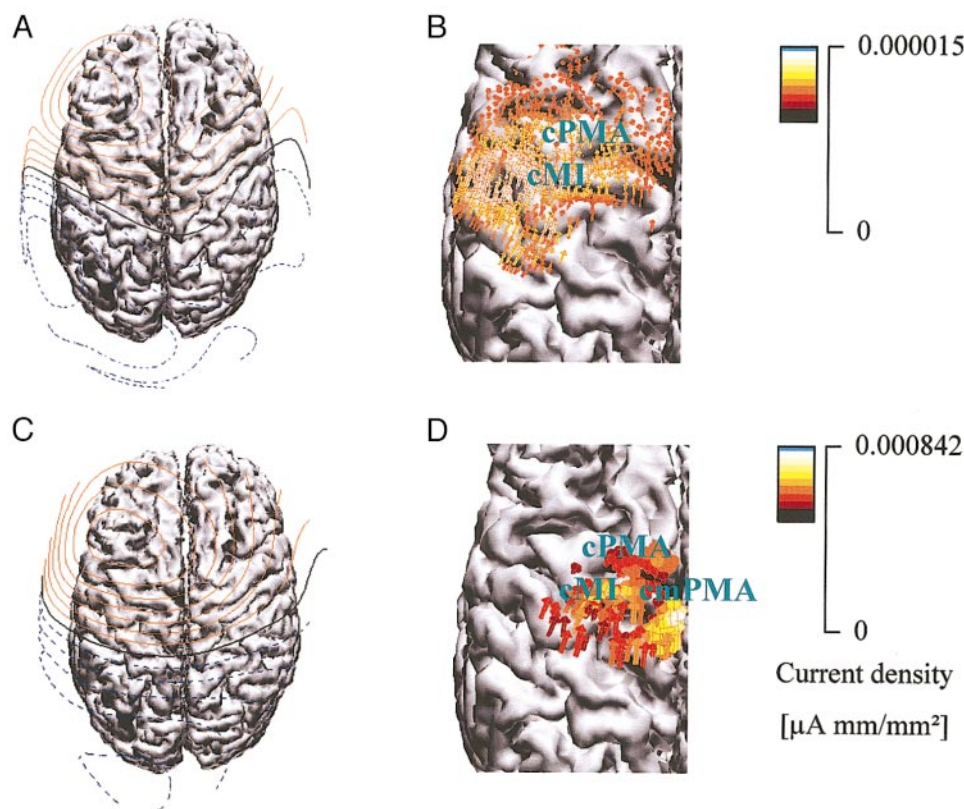 A
B
0.000015
cPMA
cMI
0
C
D
0.000842
cPMA
cMI cmPMA
0
Current density
[μA mm/mm²]